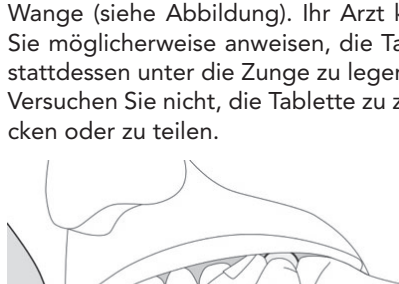 Wange (siehe Abbildung). Ihr Arzt
Sie möglicherweise anweisen, die
stattdessen unter die Zunge zu
Versuchen Sie nicht, die Tablette zu
cken oder zu teilen.